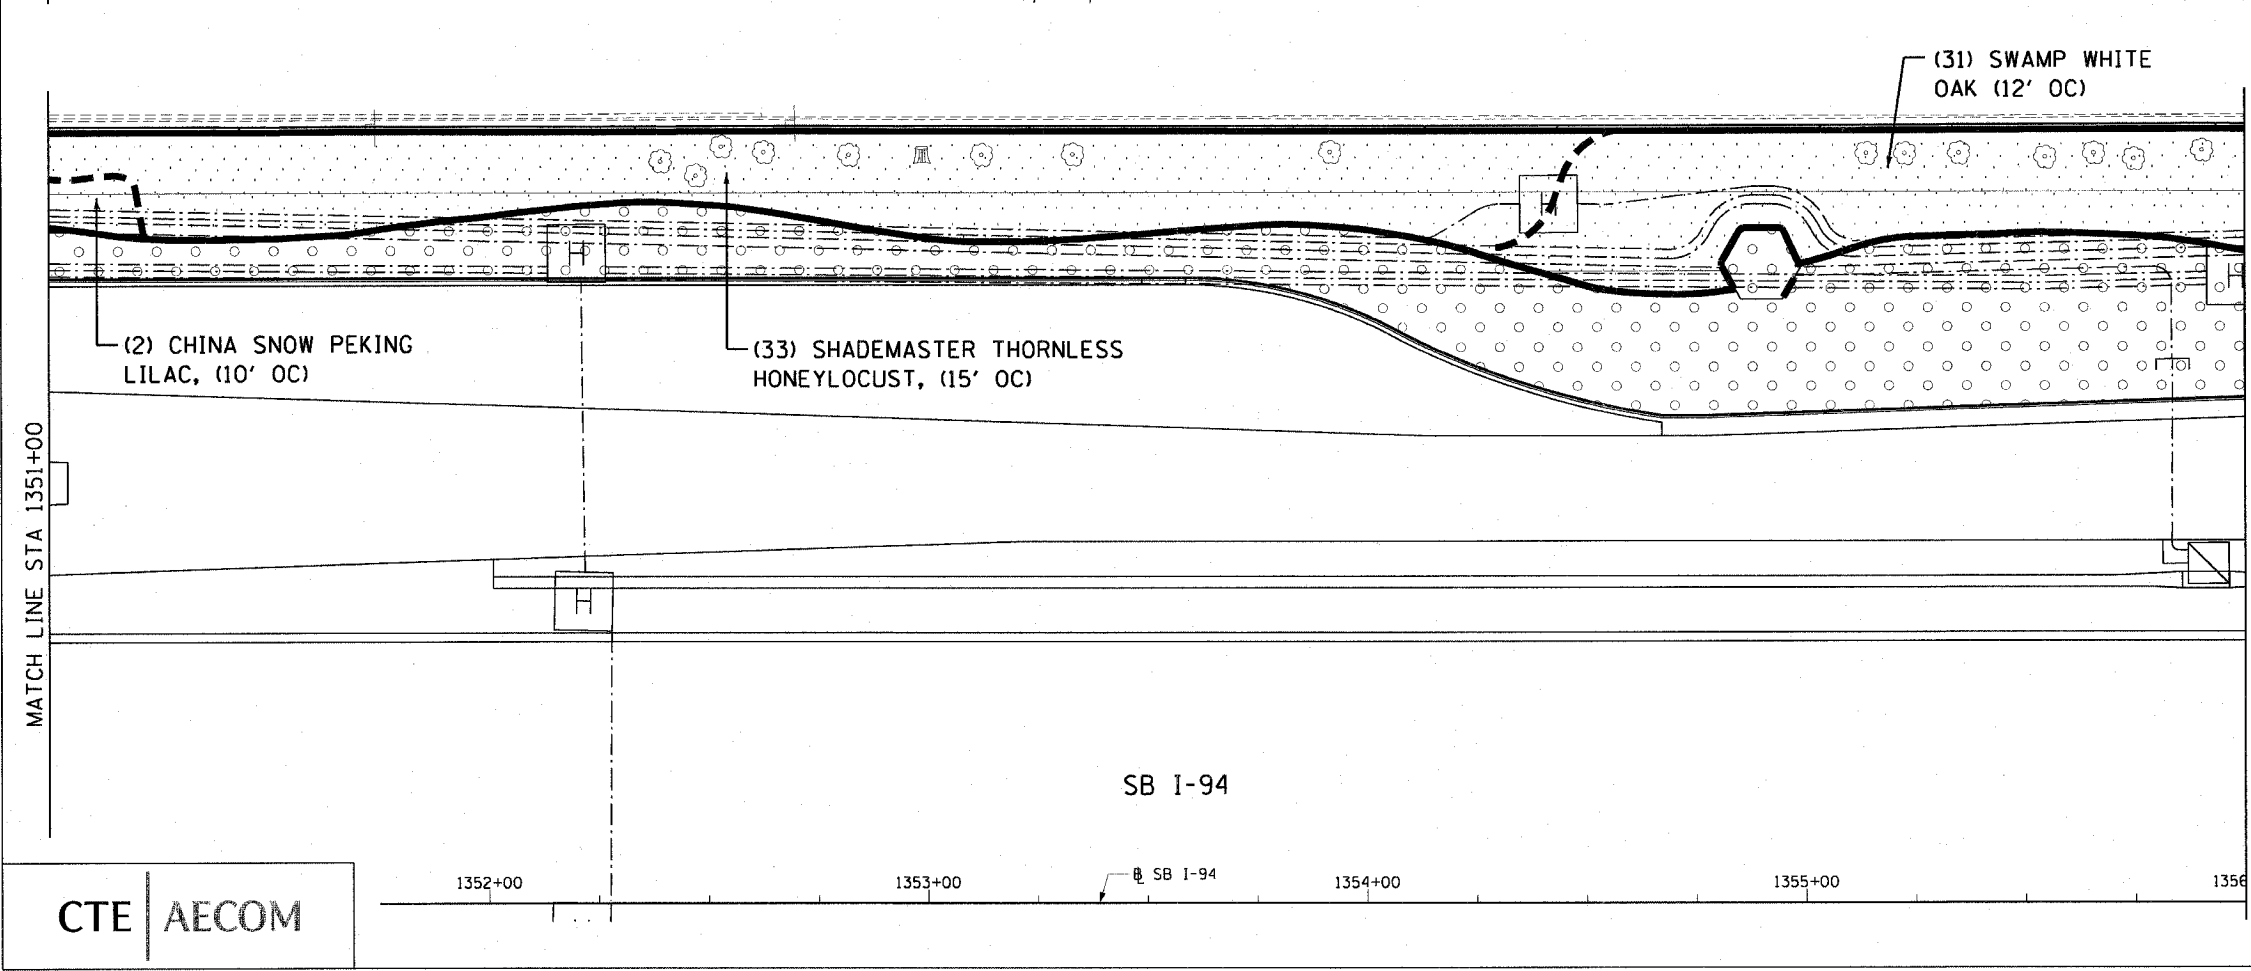 (31) SWAMP WHITE
OAK (12' OC)
(2) CHINA SNOW PEKING
LILAC, (10' OC)
(33) SHADEMASTER THORNLESS
HONEYLOCUST, (15' OC)
MATCH LINE STA 1351+00
H
H
H
H
SB I-94
1352+00
1353+00
℄ SB I-94
1354+00
1355+00
1356
CTE | AECOM